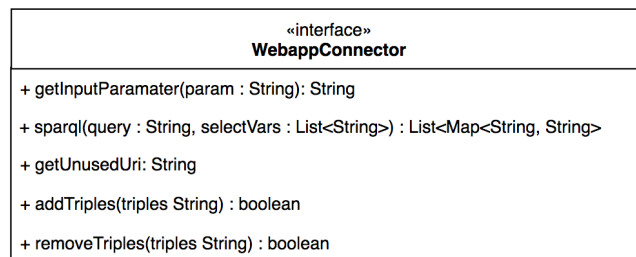 «interface»
WebappConnector
+ getInputParamater(param : String): String
+ sparql(query : String, selectVars : List<String>) : List<Map<String, String>
+ getUnusedUri: String
+ addTriples(triples String) : boolean
+ removeTriples(triples String) : boolean